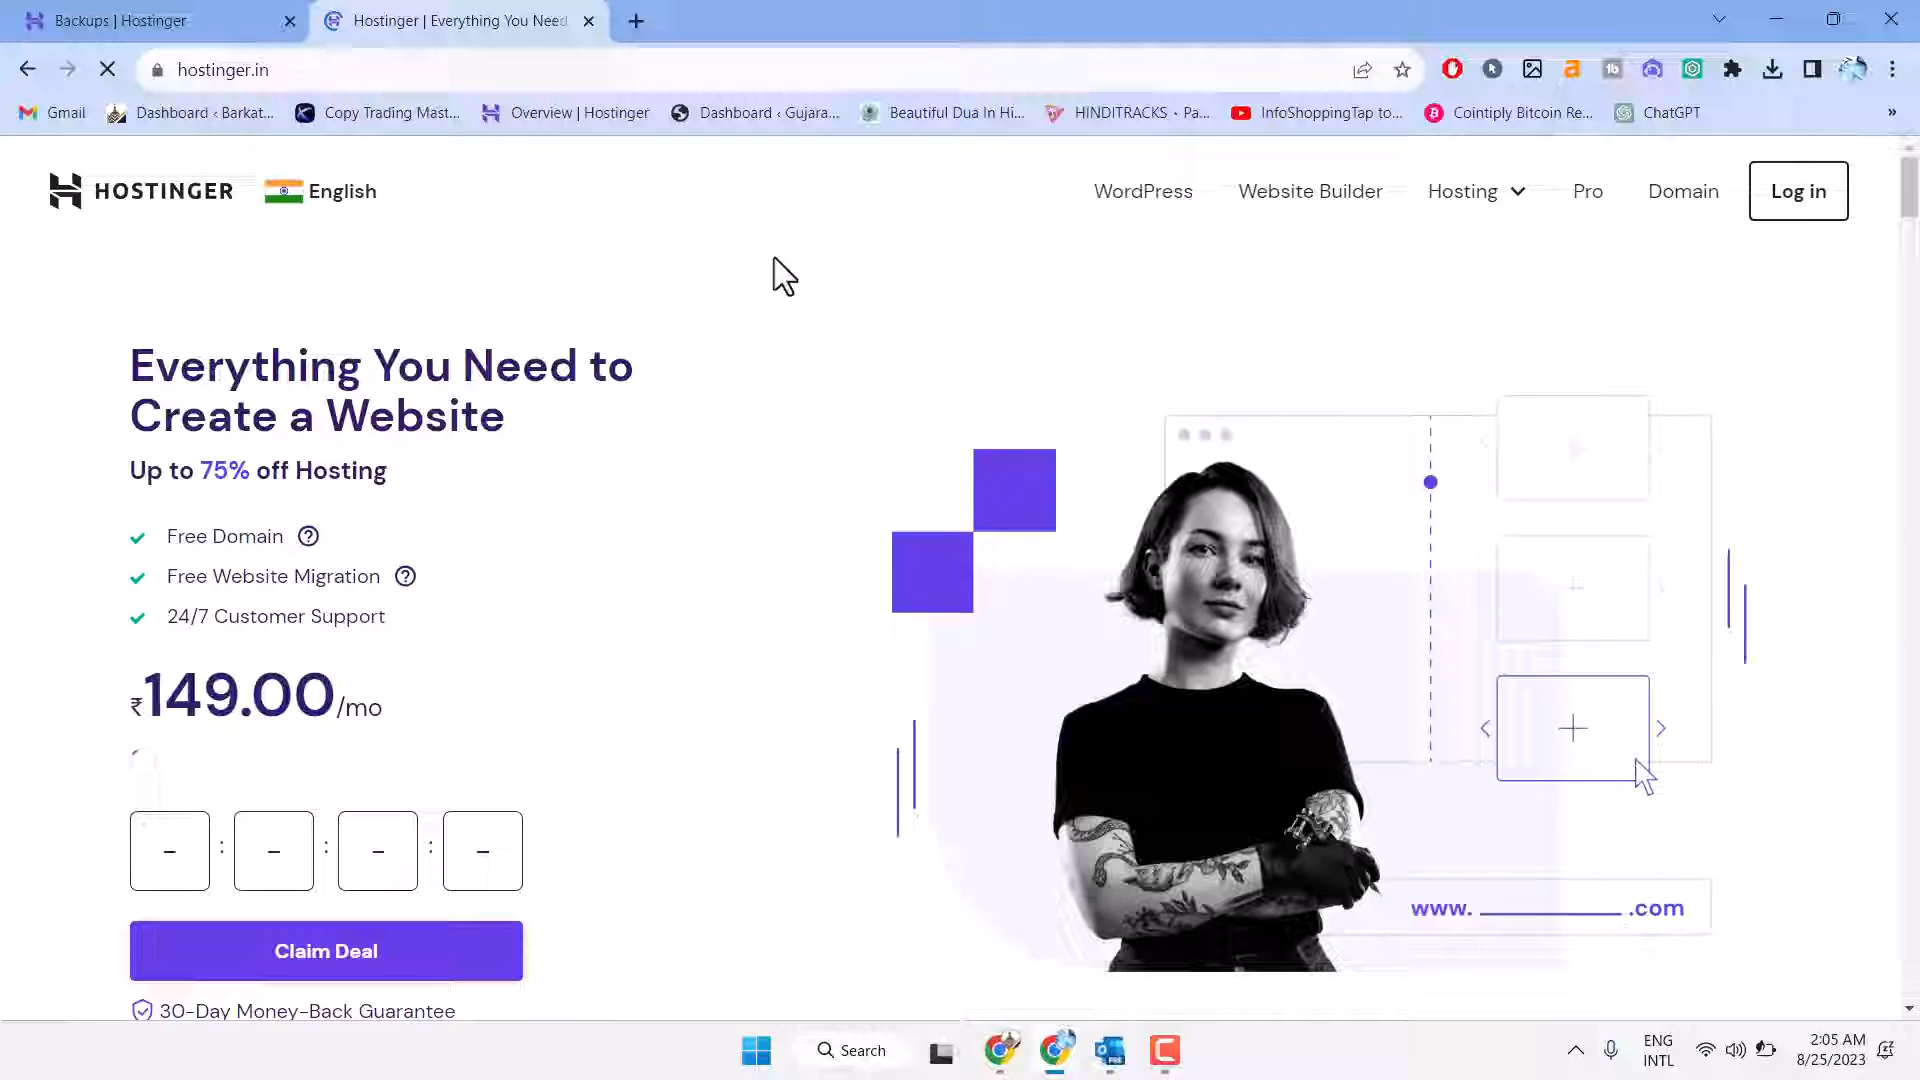 Backups | Hostinger
Hostinger | Everything You Need
hostinger.in
Gmail
Dashboard ‹ Barkat...
Copy Trading Mast...
Overview | Hostinger
Dashboard ‹ Gujara...
Beautiful Dua In Hi...
HINDITRACKS - Pa...
InfoShoppingTap to...
Cointiply Bitcoin Re...
ChatGPT
»
HOSTINGER
English
WordPress
Website Builder
Hosting
Pro
Domain
Log in
Everything You Need to
Create a Website
Up to 75% off Hosting
Free Domain ?
Free Website Migration ?
24/7 Customer Support
₹149.00/mo
- : - : - : -
Claim Deal
30-Day Money-Back Guarantee
www. ____________ .com
Search
ENG
INTL
2:05 AM
8/25/2023